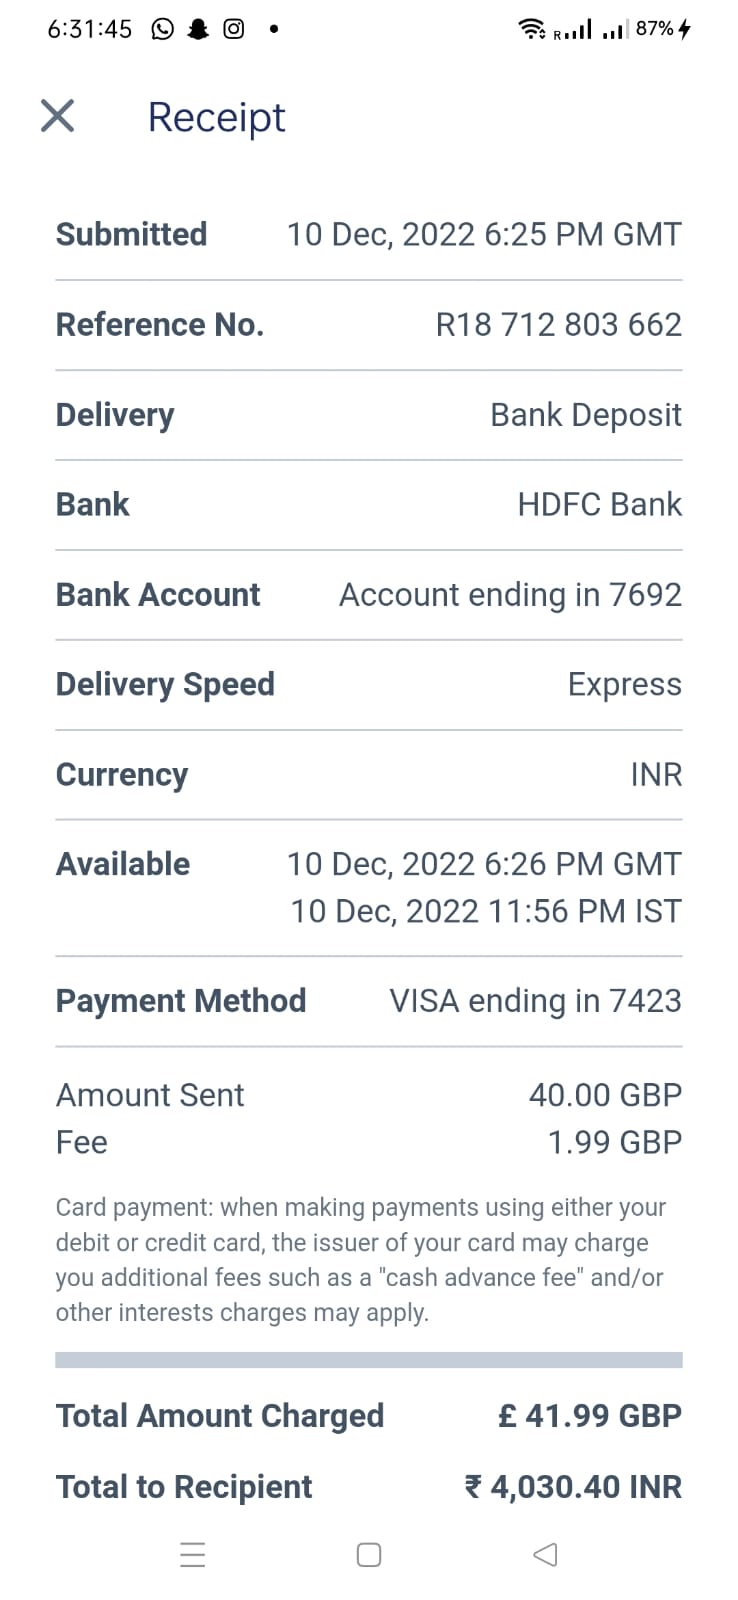 6:31:45
R
87%
Receipt
Submitted 10 Dec, 2022 6:25 PM GMT
Reference No. R18 712 803 662
Delivery Bank Deposit
Bank HDFC Bank
Bank Account Account ending in 7692
Delivery Speed Express
Currency INR
Available 10 Dec, 2022 6:26 PM GMT
10 Dec, 2022 11:56 PM IST
Payment Method VISA ending in 7423
Amount Sent 40.00 GBP
Fee 1.99 GBP
Card payment: when making payments using either your
debit or credit card, the issuer of your card may charge
you additional fees such as a "cash advance fee" and/or
other interests charges may apply.
Total Amount Charged £ 41.99 GBP
Total to Recipient ₹ 4,030.40 INR